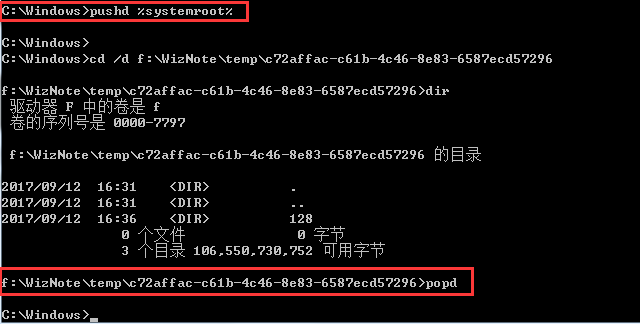 C:\Windows>pushd %systemroot%
C:\Windows>
C:\Windows>cd /d f:\WizNote\temp\c72affac-c61b-4c46-8e83-6587ecd57296
f:\WizNote\temp\c72affac-c61b-4c46-8e83-6587ecd57296>dir
驱动器 F 中的卷是 f
卷的序列号是 0000-7797
f:\WizNote\temp\c72affac-c61b-4c46-8e83-6587ecd57296 的目录
2017/09/12  16:31    <DIR>          .
2017/09/12  16:31    <DIR>          ..
2017/09/12  16:36    <DIR>          128
0 个文件              0 字节
3 个目录 106,550,730,752 可用字节
f:\WizNote\temp\c72affac-c61b-4c46-8e83-6587ecd57296>popd
C:\Windows>_